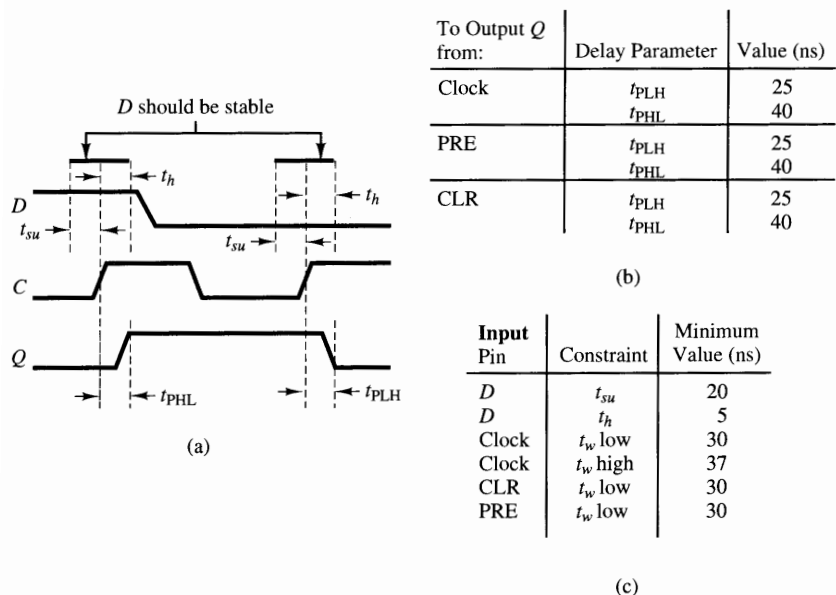 D should be stable
t_h
t_h
D
t_su
t_su
C
Q
t_PHL
t_PLH
(a)
To Output Q
from: Delay Parameter Value (ns)
Clock t_PLH 25
t_PHL 40
PRE t_PLH 25
t_PHL 40
CLR t_PLH 25
t_PHL 40
(b)
Input Minimum
Pin Constraint Value (ns)
D t_su 20
D t_h 5
Clock t_w low 30
Clock t_w high 37
CLR t_w low 30
PRE t_w low 30
(c)